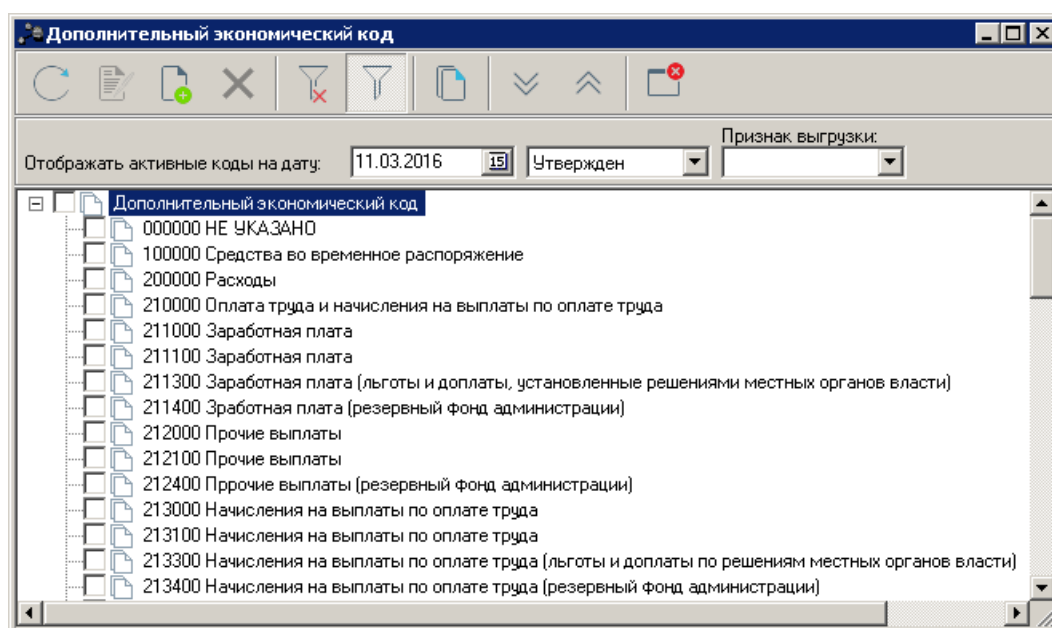 Дополнительный экономический код
Признак выгрузки:
Отображать активные коды на дату: 11.03.2016 15 Утвержден
Дополнительный экономический код
000000 НЕ УКАЗАНО
100000 Средства во временное распоряжение
200000 Расходы
210000 Оплата труда и начисления на выплаты по оплате труда
211000 Заработная плата
211100 Заработная плата
211300 Заработная плата (льготы и доплаты, установленные решениями местных органов власти)
211400 Зработная плата (резервный фонд администрации)
212000 Прочие выплаты
212100 Прочие выплаты
212400 Пррочие выплаты (резервный фонд администрации)
213000 Начисления на выплаты по оплате труда
213100 Начисления на выплаты по оплате труда
213300 Начисления на выплаты по оплате труда (льготы и доплаты по решениям местных органов власти)
213400 Начисления на выплаты по оплате труда (резервный фонд администрации)